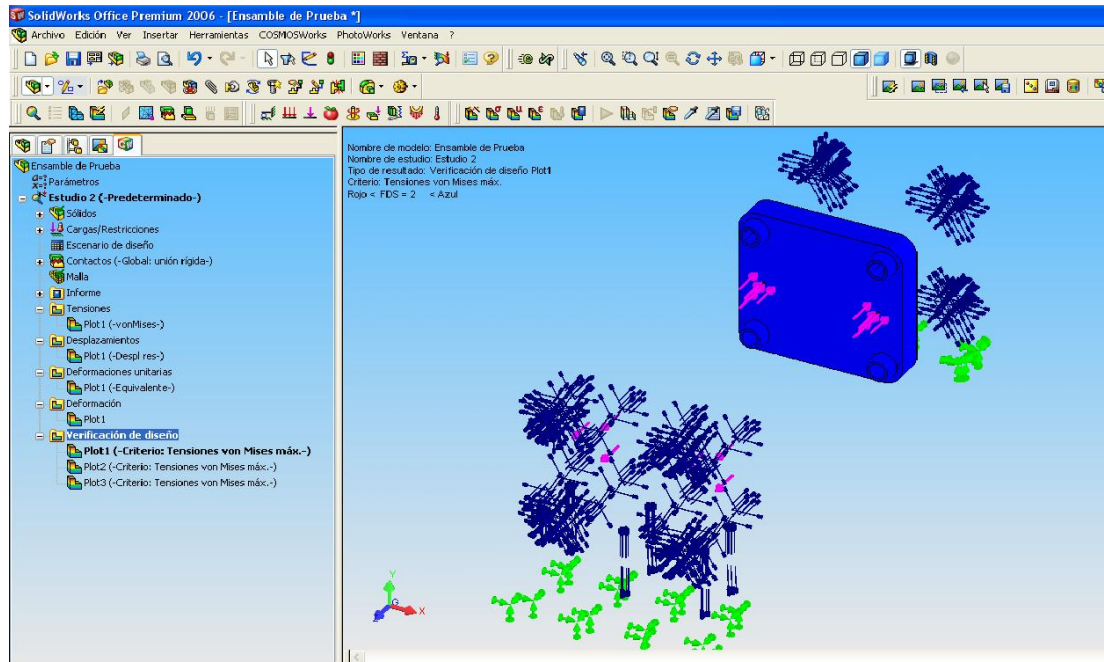 SolidWorks Office Premium 2006 - [Ensamble de Prueba *]
Archivo Edición Ver Insertar Herramientas COSMOSWorks PhotoWorks Ventana ?
Ensamble de Prueba
Parámetros
Estudio 2 (-Predeterminado-)
Sólidos
Cargas/Restricciones
Escenario de diseño
Contactos (-Global: unión rígida-)
Malla
Informe
Tensiones
Plot1 (-vonMises-)
Desplazamientos
Plot1 (-Despl res-)
Deformaciones unitarias
Plot1 (-Equivalente-)
Deformación
Plot1
Verificación de diseño
Plot1 (-Criterio: Tensiones von Mises máx.-)
Plot2 (-Criterio: Tensiones von Mises máx.-)
Plot3 (-Criterio: Tensiones von Mises máx.-)
Nombre de modelo: Ensamble de Prueba
Nombre de estudio: Estudio 2
Tipo de resultado: Verificación de diseño Plot1
Criterio: Tensiones von Mises máx.
Rojo < FDS = 2 < Azul
Y
X